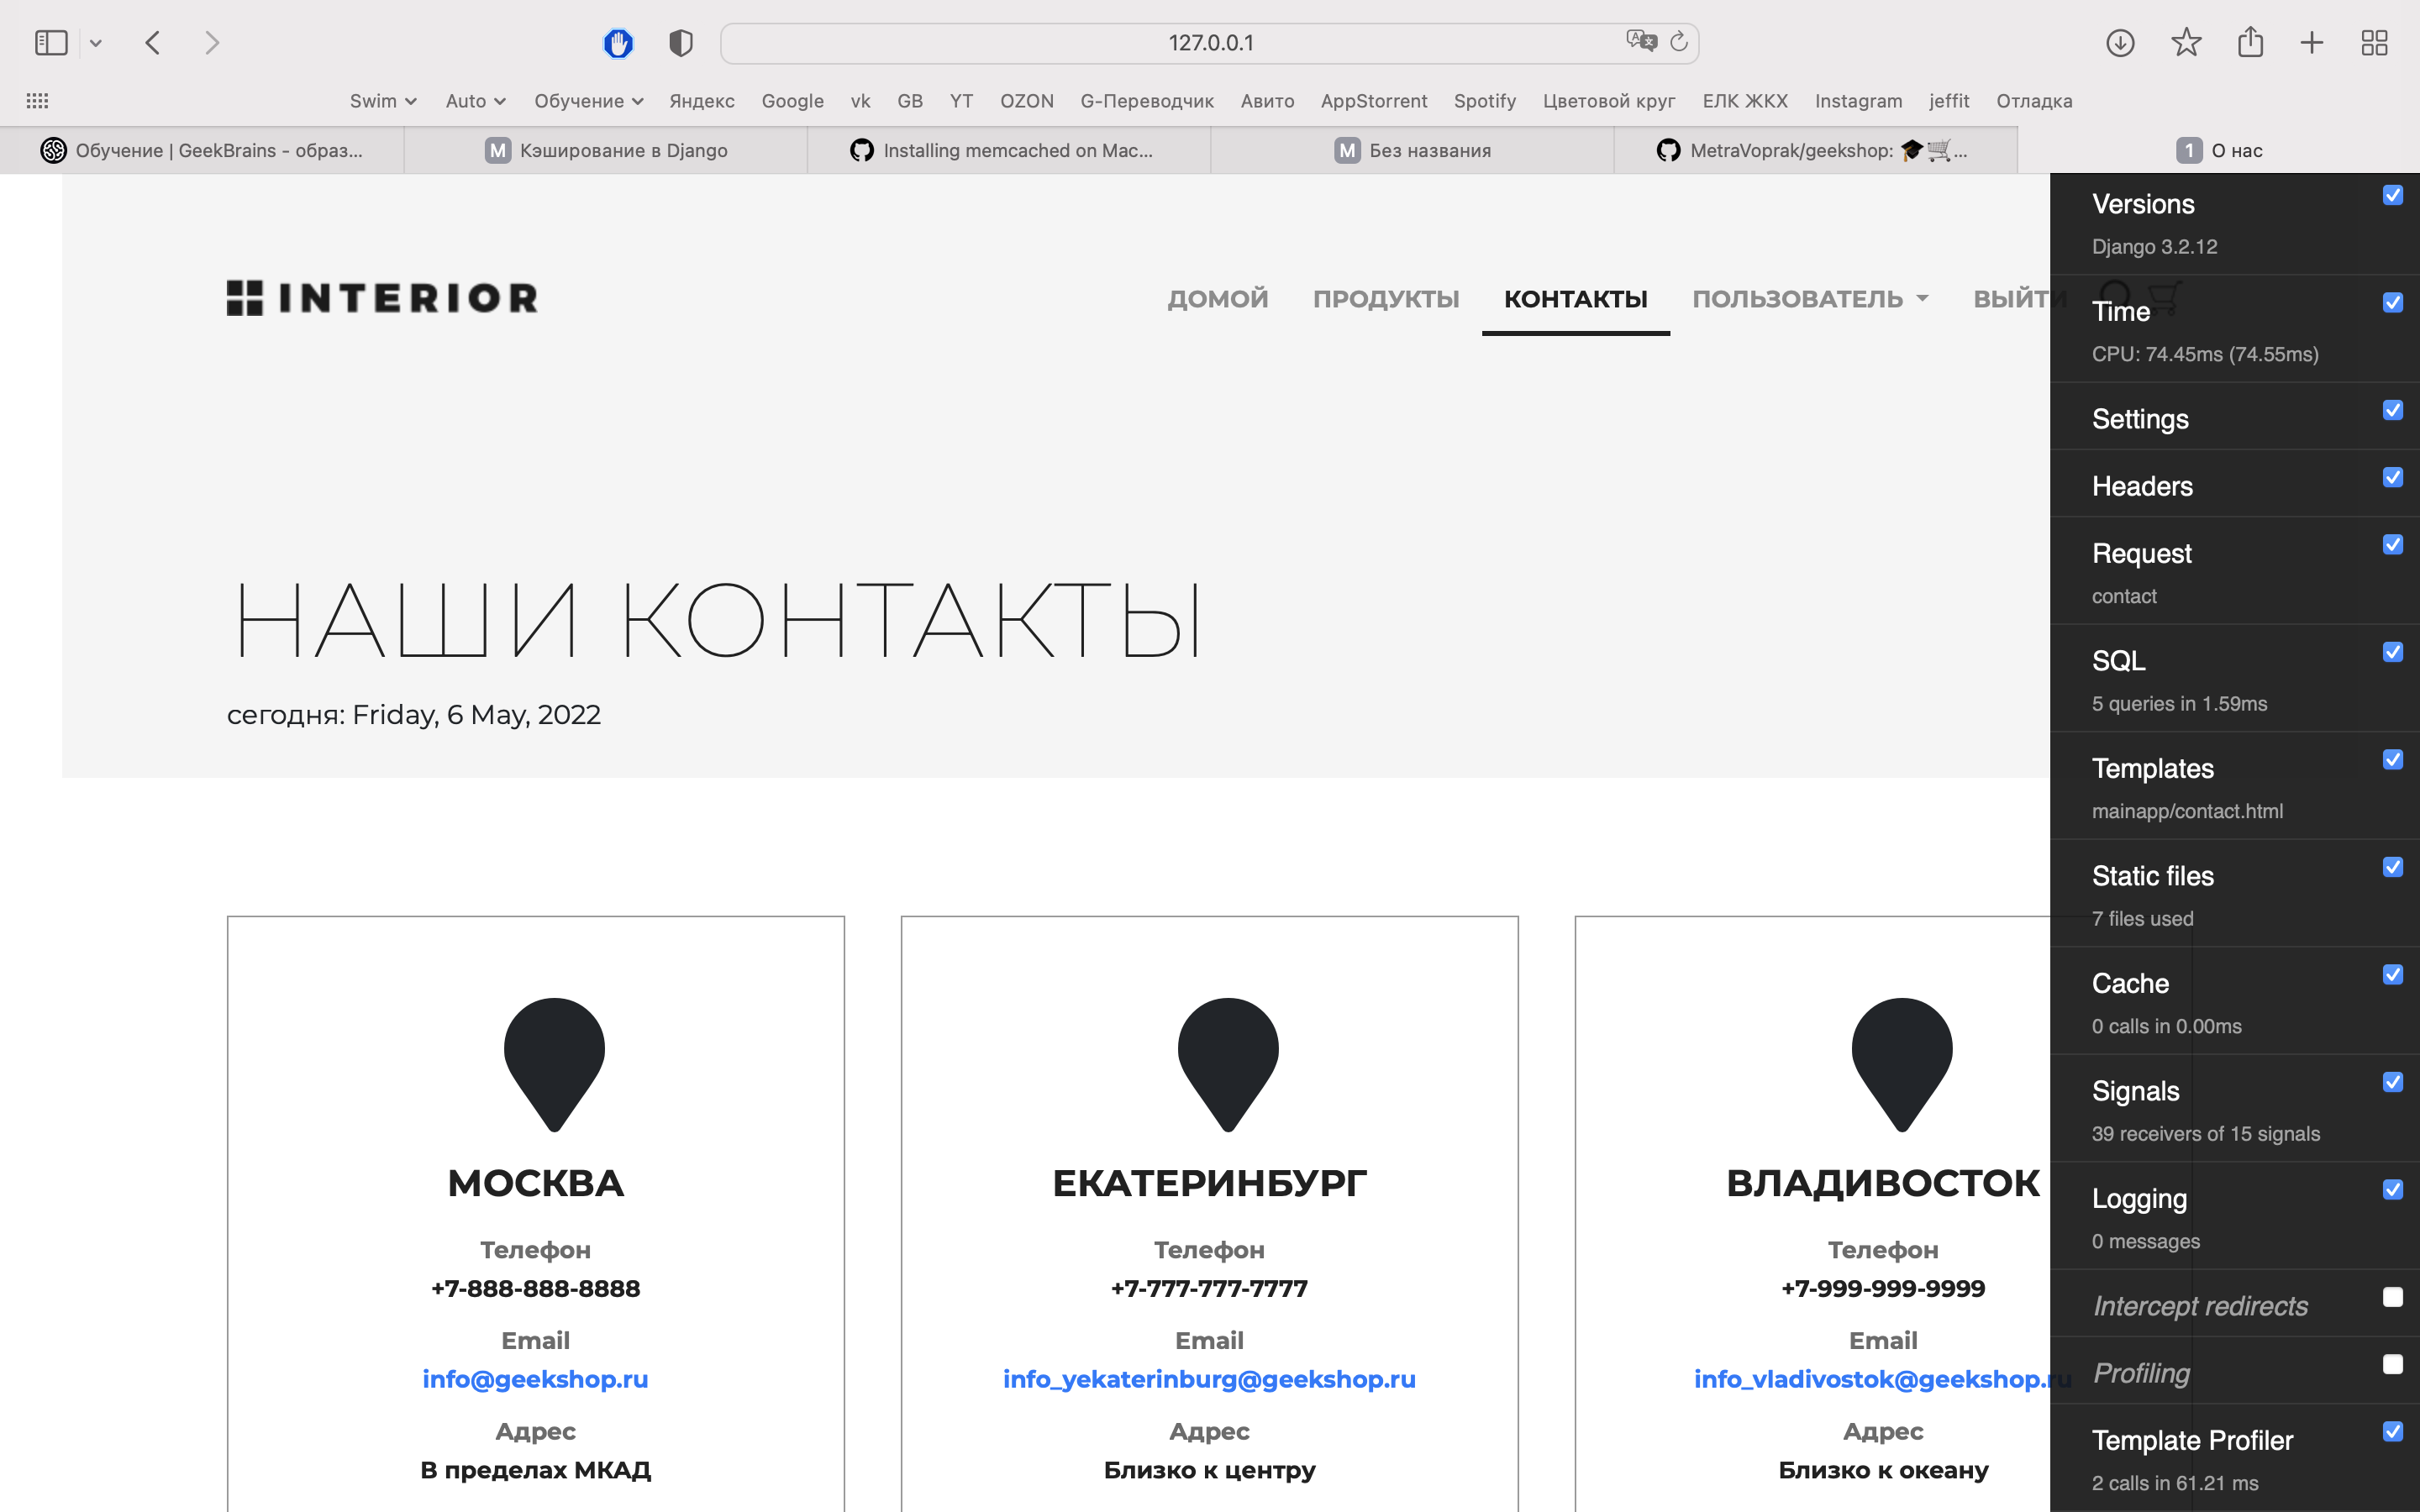 127.0.0.1
Swim Auto Обучение Яндекс Google vk GB YT OZON G-Переводчик Авито AppStorrent Spotify Цветовой круг ЕЛК ЖКХ Instagram jeffit Отладка
Обучение | GeekBrains - образ... M Кэширование в Django Installing memcached on Mac... M Без названия MetraVoprak/geekshop: 🎓🛒... 1 О нас
INTERIOR
ДОМОЙ ПРОДУКТЫ КОНТАКТЫ ПОЛЬЗОВАТЕЛЬ ВЫЙТИ
НАШИ КОНТАКТЫ
сегодня: Friday, 6 May, 2022
МОСКВА
Телефон
+7-888-888-8888
Email
info@geekshop.ru
Адрес
В пределах МКАД
ЕКАТЕРИНБУРГ
Телефон
+7-777-777-7777
Email
info_yekaterinburg@geekshop.ru
Адрес
Близко к центру
ВЛАДИВОСТОК
Телефон
+7-999-999-9999
Email
info_vladivostok@geekshop.ru
Адрес
Близко к океану
Versions
Django 3.2.12
Time
CPU: 74.45ms (74.55ms)
Settings
Headers
Request
contact
SQL
5 queries in 1.59ms
Templates
mainapp/contact.html
Static files
7 files used
Cache
0 calls in 0.00ms
Signals
39 receivers of 15 signals
Logging
0 messages
Intercept redirects
Profiling
Template Profiler
2 calls in 61.21 ms